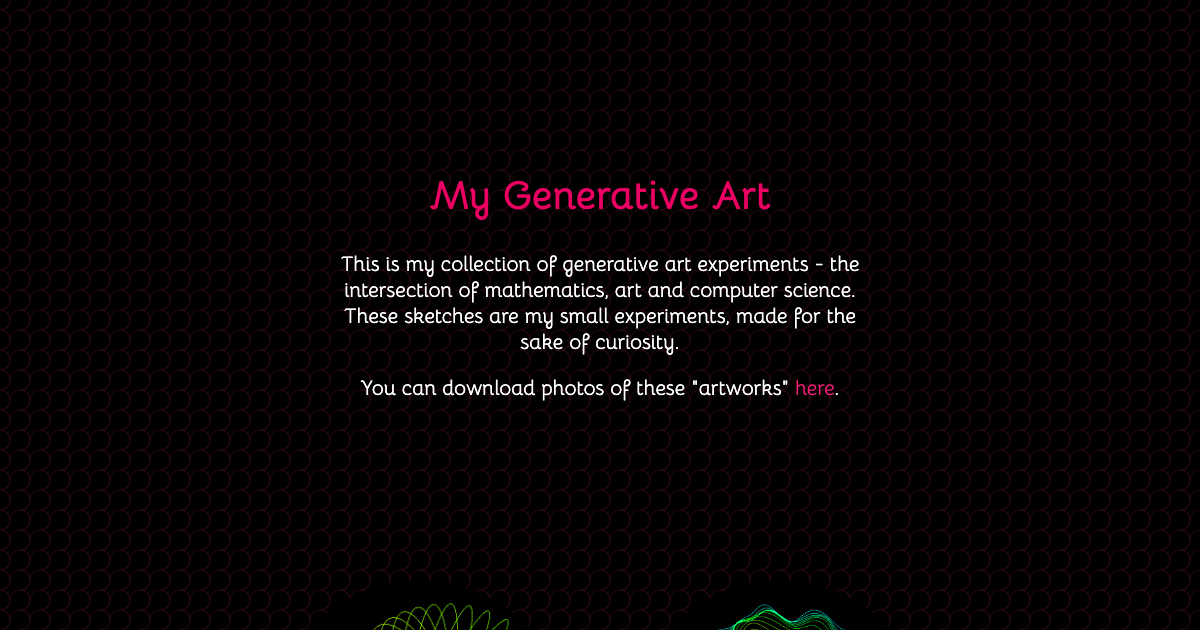 My Generative Art
This is my collection of generative art experiments - the
intersection of mathematics, art and computer science.
These sketches are my small experiments, made for the
sake of curiosity.
You can download photos of these "artworks" here.